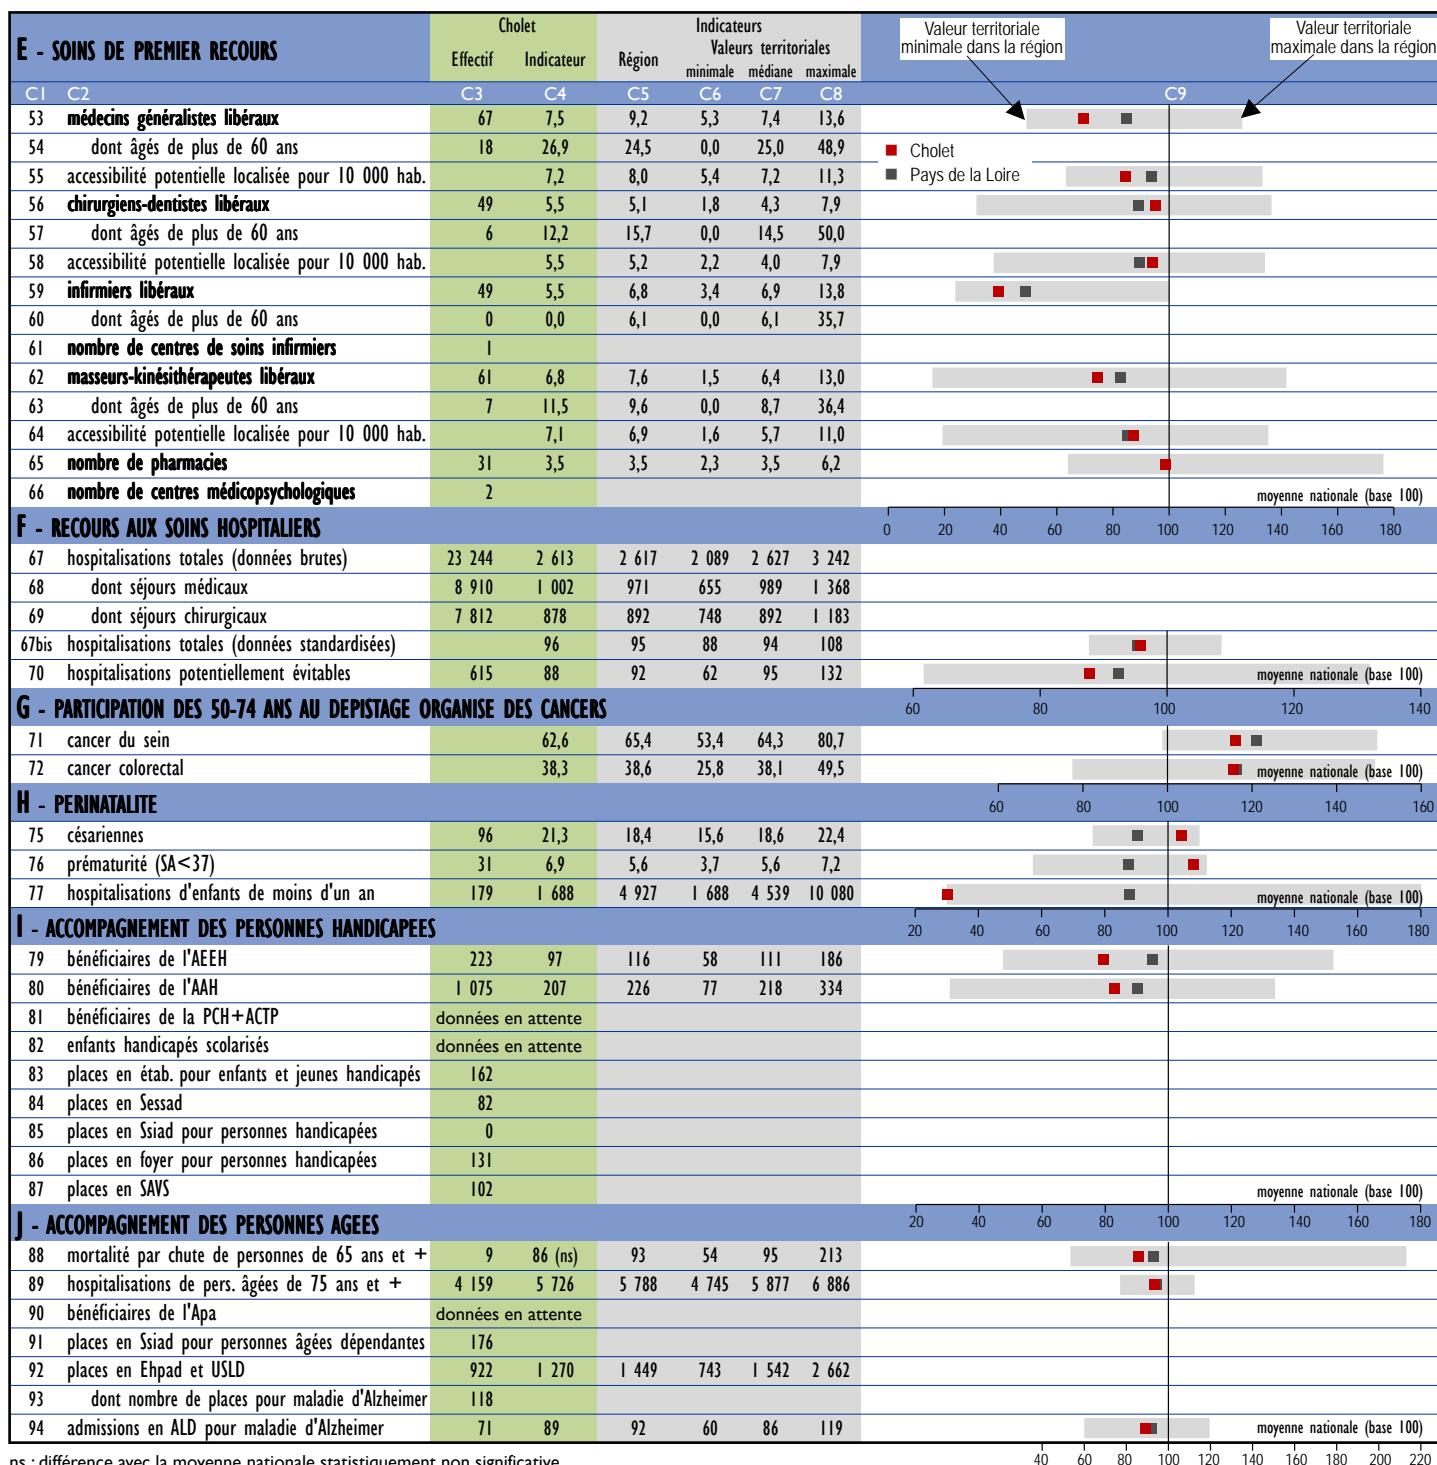 E - SOINS DE PREMIER RECOURS
Cholet
Effectif Indicateur
Indicateurs
Région Valeurs territoriales
minimale médiane maximale
Valeur territoriale minimale dans la région
Valeur territoriale maximale dans la région
C1 C2 C3 C4 C5 C6 C7 C8 C9
53 médecins généralistes libéraux 67 7,5 9,2 5,3 7,4 13,6
54 dont âgés de plus de 60 ans 18 26,9 24,5 0,0 25,0 48,9
Cholet
55 accessibilité potentielle localisée pour 10 000 hab. 7,2 8,0 5,4 7,2 11,3
Pays de la Loire
56 chirurgiens-dentistes libéraux 49 5,5 5,1 1,8 4,3 7,9
57 dont âgés de plus de 60 ans 6 12,2 15,7 0,0 14,5 50,0
58 accessibilité potentielle localisée pour 10 000 hab. 5,5 5,2 2,2 4,0 7,9
59 infirmiers libéraux 49 5,5 6,8 3,4 6,9 13,8
60 dont âgés de plus de 60 ans 0 0,0 6,1 0,0 6,1 35,7
61 nombre de centres de soins infirmiers 1
62 masseurs-kinésithérapeutes libéraux 61 6,8 7,6 1,5 6,4 13,0
63 dont âgés de plus de 60 ans 7 11,5 9,6 0,0 8,7 36,4
64 accessibilité potentielle localisée pour 10 000 hab. 7,1 6,9 1,6 5,7 11,0
65 nombre de pharmacies 31 3,5 3,5 2,3 3,5 6,2
66 nombre de centres médicopsychologiques 2 moyenne nationale (base 100)
F - RECOURS AUX SOINS HOSPITALIERS 0 20 40 60 80 100 120 140 160 180
67 hospitalisations totales (données brutes) 23 244 2 613 2 617 2 089 2 627 3 242
68 dont séjours médicaux 8 910 1 002 971 655 989 1 368
69 dont séjours chirurgicaux 7 812 878 892 748 892 1 183
67bis hospitalisations totales (données standardisées) 96 95 88 94 108
70 hospitalisations potentiellement évitables 615 88 92 62 95 132 moyenne nationale (base 100)
G - PARTICIPATION DES 50-74 ANS AU DEPISTAGE ORGANISE DES CANCERS 60 80 100 120 140
71 cancer du sein 62,6 65,4 53,4 64,3 80,7
72 cancer colorectal 38,3 38,6 25,8 38,1 49,5 moyenne nationale (base 100)
H - PERINATALITE 60 80 100 120 140 160
75 césariennes 96 21,3 18,4 15,6 18,6 22,4
76 prématurité (SA<37) 31 6,9 5,6 3,7 5,6 7,2
77 hospitalisations d'enfants de moins d'un an 179 1 688 4 927 1 688 4 539 10 080 moyenne nationale (base 100)
I - ACCOMPAGNEMENT DES PERSONNES HANDICAPEES 20 40 60 80 100 120 140 160 180
79 bénéficiaires de l'AEEH 223 97 116 58 111 186
80 bénéficiaires de l'AAH 1 075 207 226 77 218 334
81 bénéficiaires de la PCH+ACTP données en attente
82 enfants handicapés scolarisés données en attente
83 places en étab. pour enfants et jeunes handicapés 162
84 places en Sessad 82
85 places en Ssiad pour personnes handicapées 0
86 places en foyer pour personnes handicapées 131
87 places en SAVS 102 moyenne nationale (base 100)
J - ACCOMPAGNEMENT DES PERSONNES AGEES 20 40 60 80 100 120 140 160 180
88 mortalité par chute de personnes de 65 ans et + 9 86 (ns) 93 54 95 213
89 hospitalisations de pers. âgées de 75 ans et + 4 159 5 726 5 788 4 745 5 877 6 886
90 bénéficiaires de l'Apa données en attente
91 places en Ssiad pour personnes âgées dépendantes 176
92 places en Ehpad et USLD 922 1 270 1 449 743 1 542 2 662
93 dont nombre de places pour maladie d'Alzheimer 118
94 admissions en ALD pour maladie d'Alzheimer 71 89 92 60 86 119 moyenne nationale (base 100)
40 60 80 100 120 140 160 180 200 220
ns : différence avec la moyenne nationale statistiquement non significative